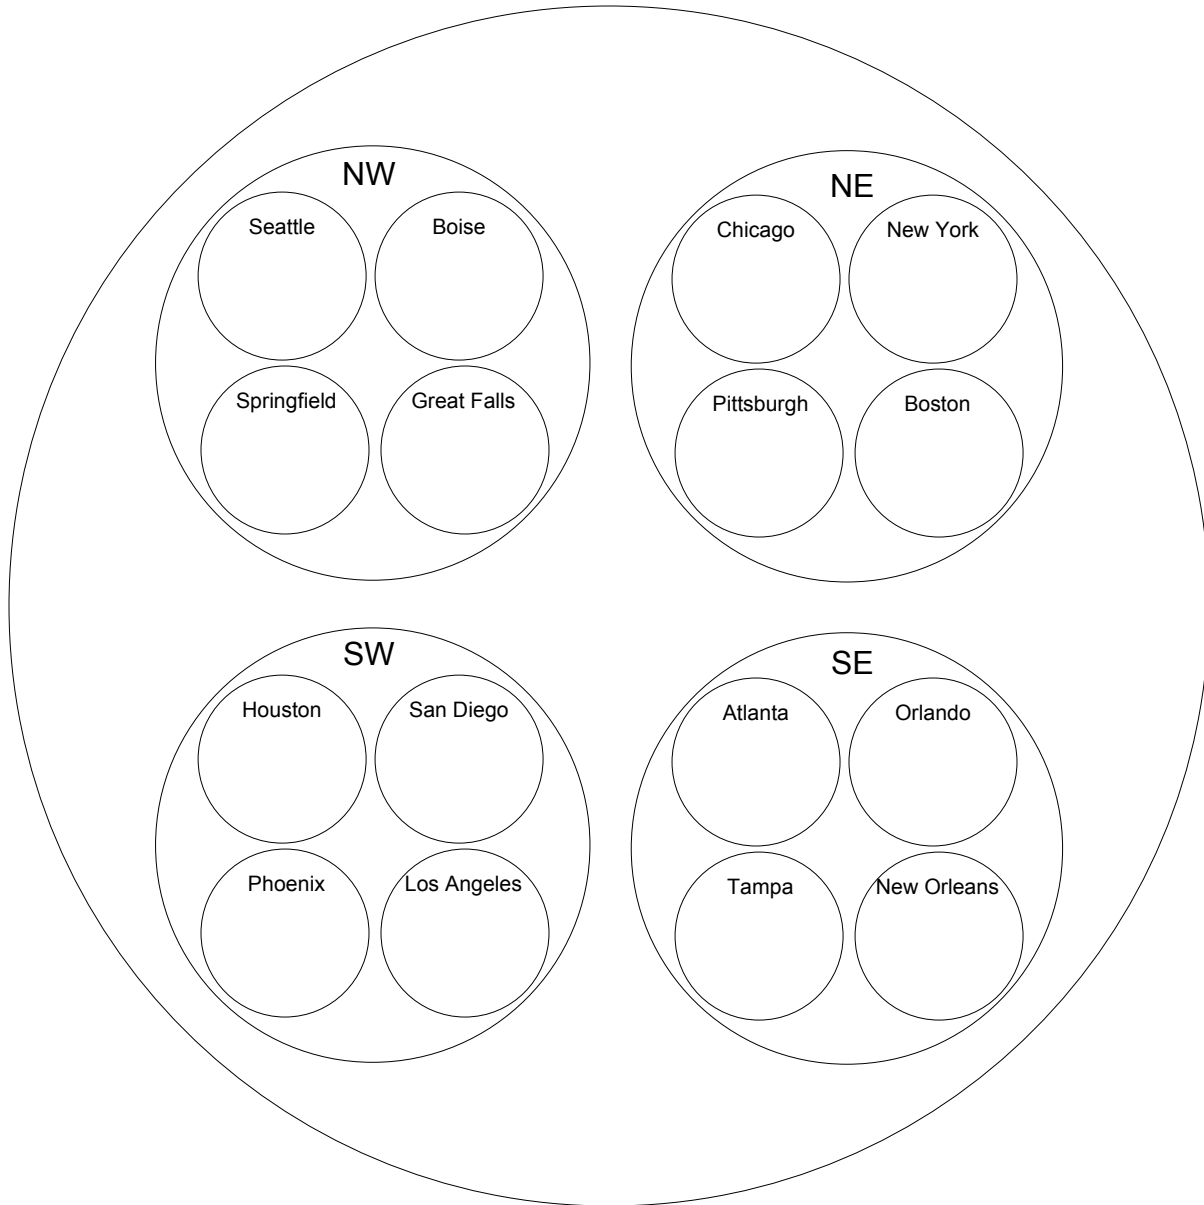 NW
Seattle
Boise
Springfield
Great Falls
NE
Chicago
New York
Pittsburgh
Boston
SW
Houston
San Diego
Phoenix
Los Angeles
SE
Atlanta
Orlando
Tampa
New Orleans